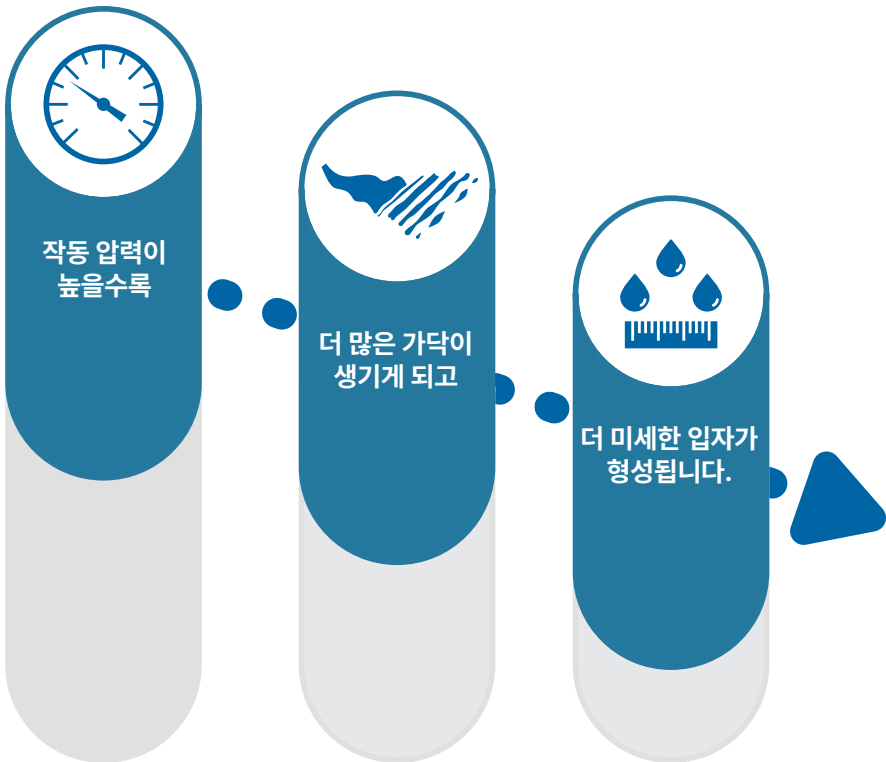 작동 압력이
높을수록
더 많은 가닥이
생기게 되고
더 미세한 입자가
형성됩니다.